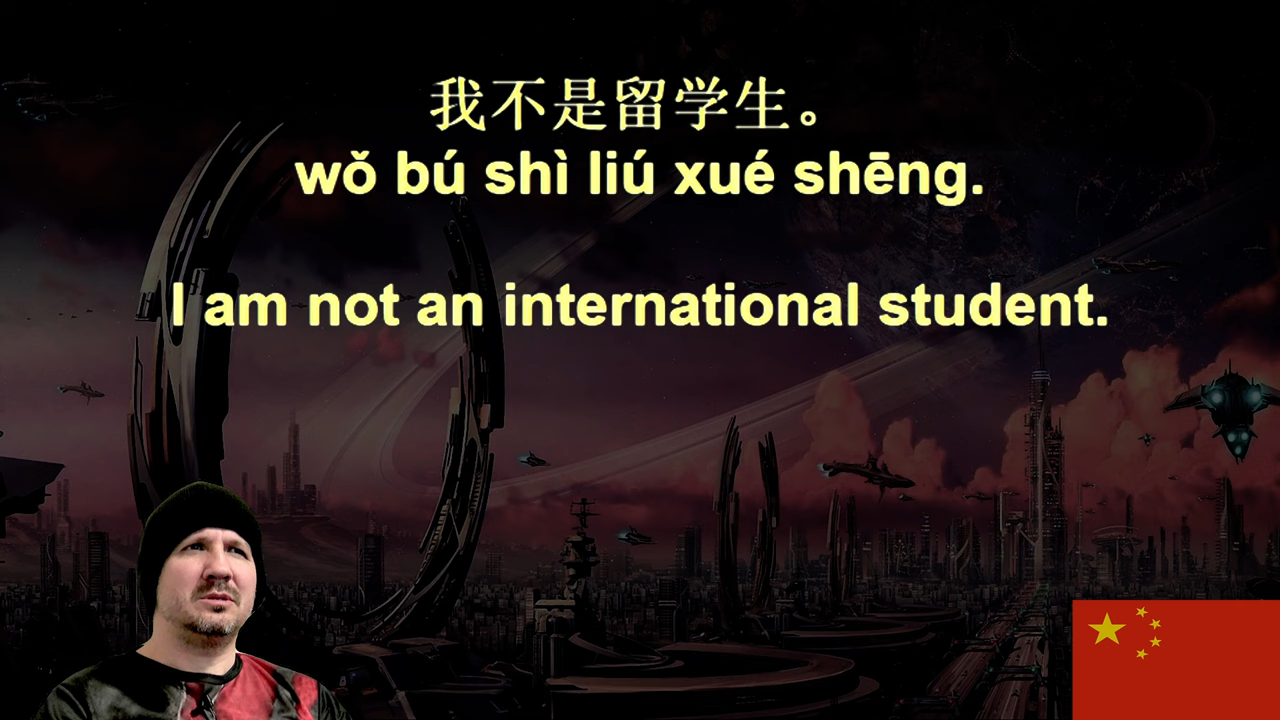 我不是留学生。
wǒ bú shì liú xué shēng.
I am not an international student.